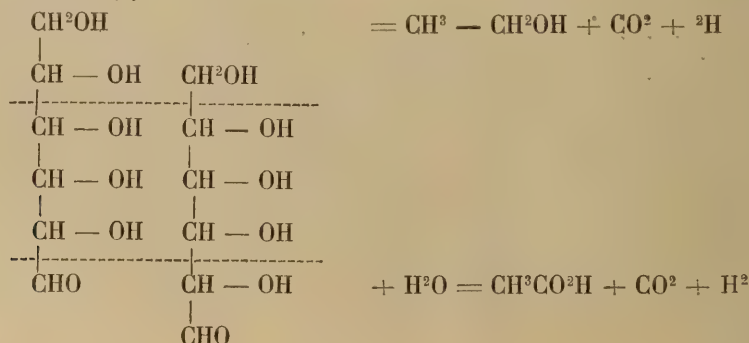 CH²OH = CH³ — CH²OH + CO² + ²H
CH — OH CH²OH
CH — OH CH — OH
CH — OH CH — OH
CH — OH CH — OH
CHO CH — OH + H²O = CH³CO²H + CO² + H²
CHO